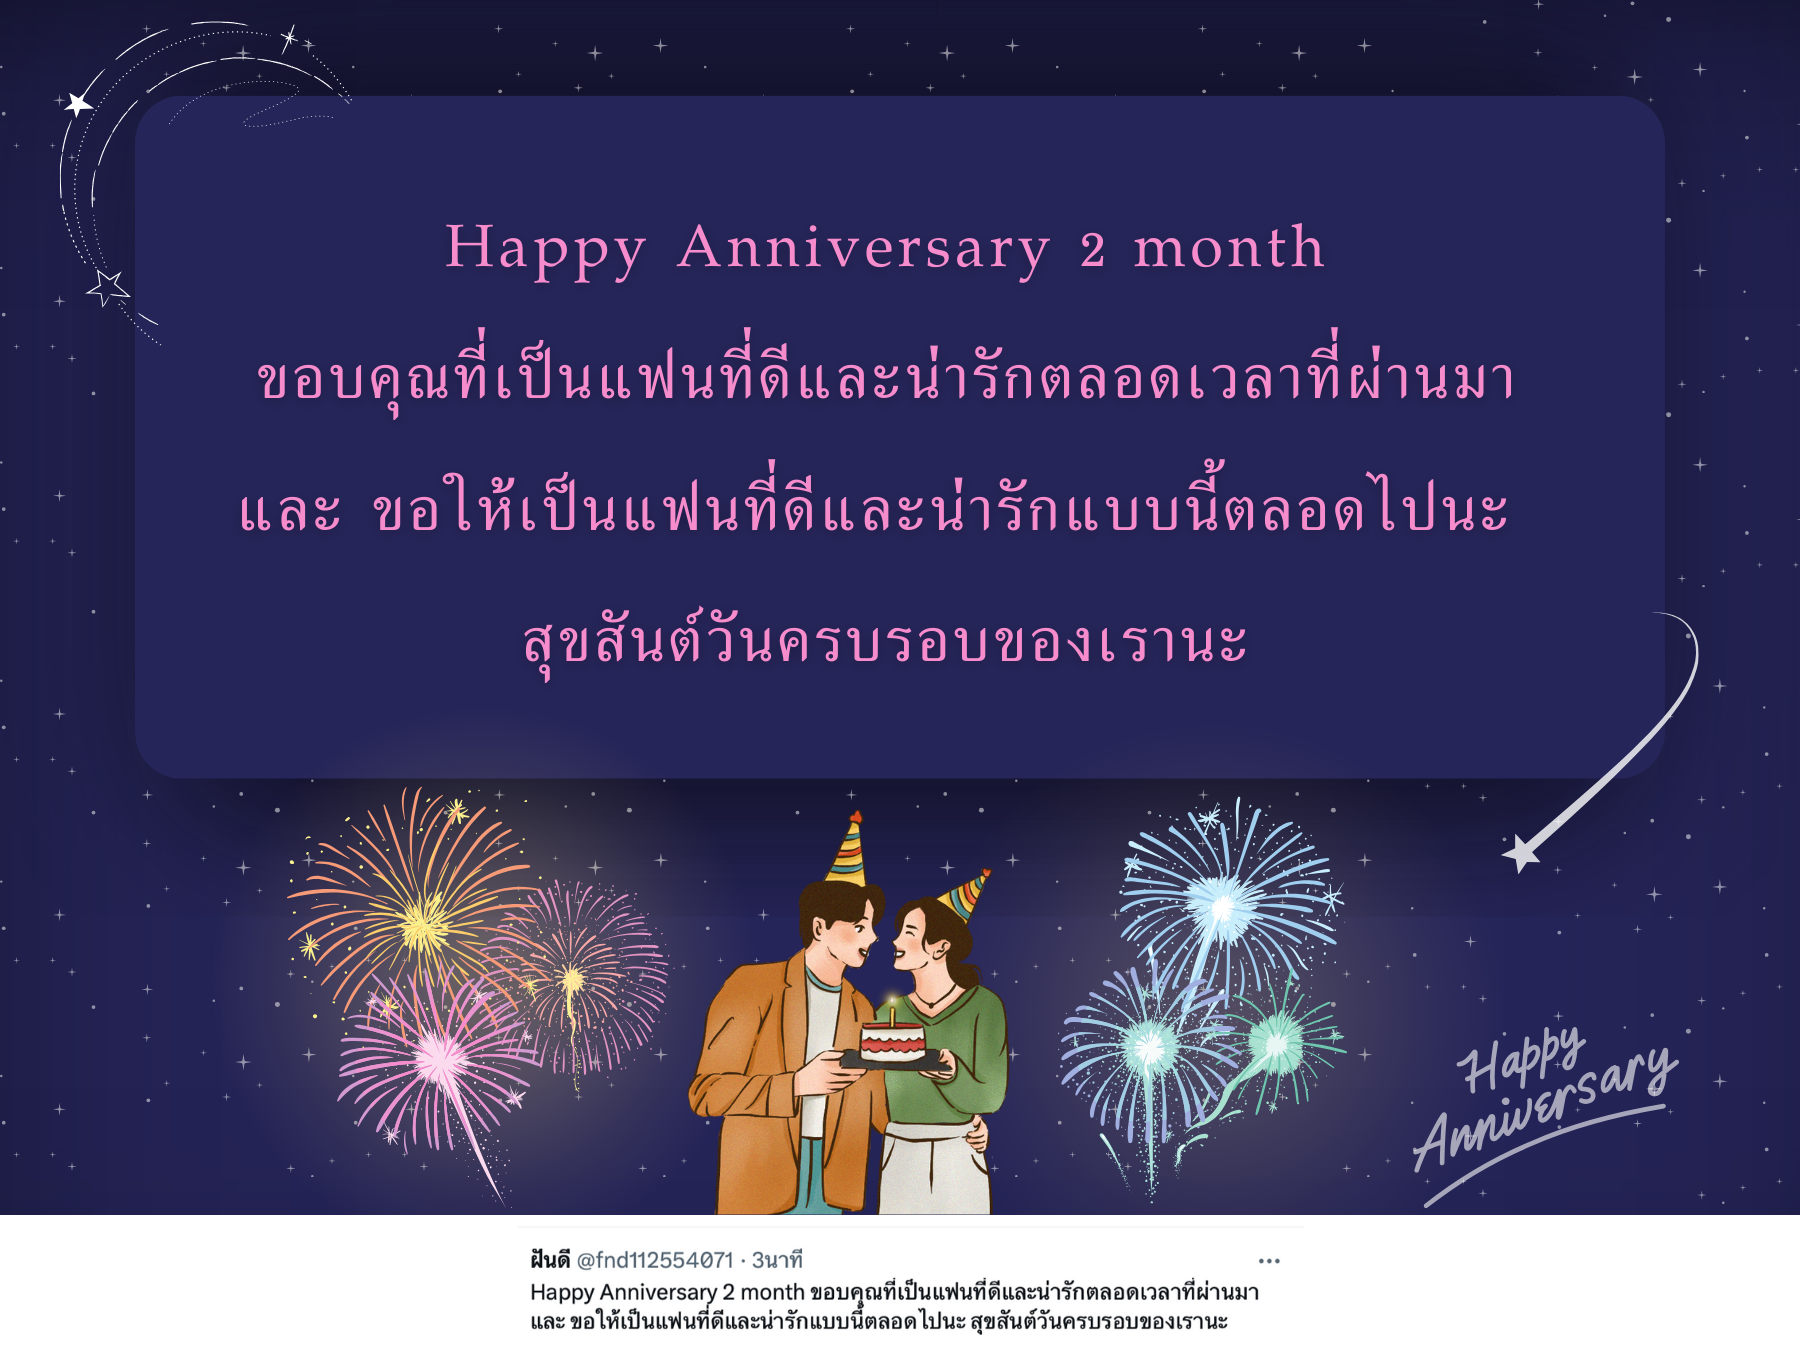 Happy Anniversary 2 month
ขอบคุณที่เป็นแฟนที่ดีและน่ารักตลอดเวลาที่ผ่านมา
และ ขอให้เป็นแฟนที่ดีและน่ารักแบบนี้ตลอดไปนะ
สุขสันต์วันครบรอบของเรานะ
Happy
Anniversary
ฝันดี @fnd112554071 · 3นาที
Happy Anniversary 2 month ขอบคุณที่เป็นแฟนที่ดีและน่ารักตลอดเวลาที่ผ่านมา
และ ขอให้เป็นแฟนที่ดีและน่ารักแบบนี้ตลอดไปนะ สุขสันต์วันครบรอบของเรานะ